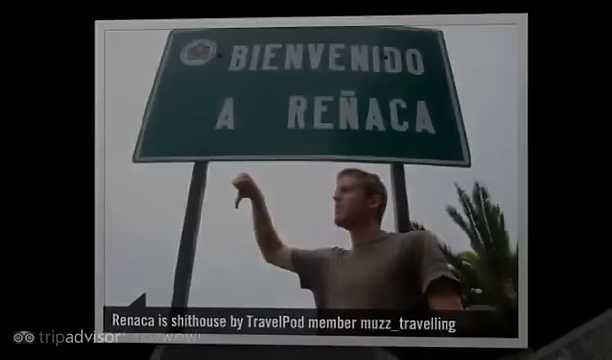 BIENVENIDO
A REÑACA
Renaca is shithouse by TravelPod member muzz_travelling
tripadvisor